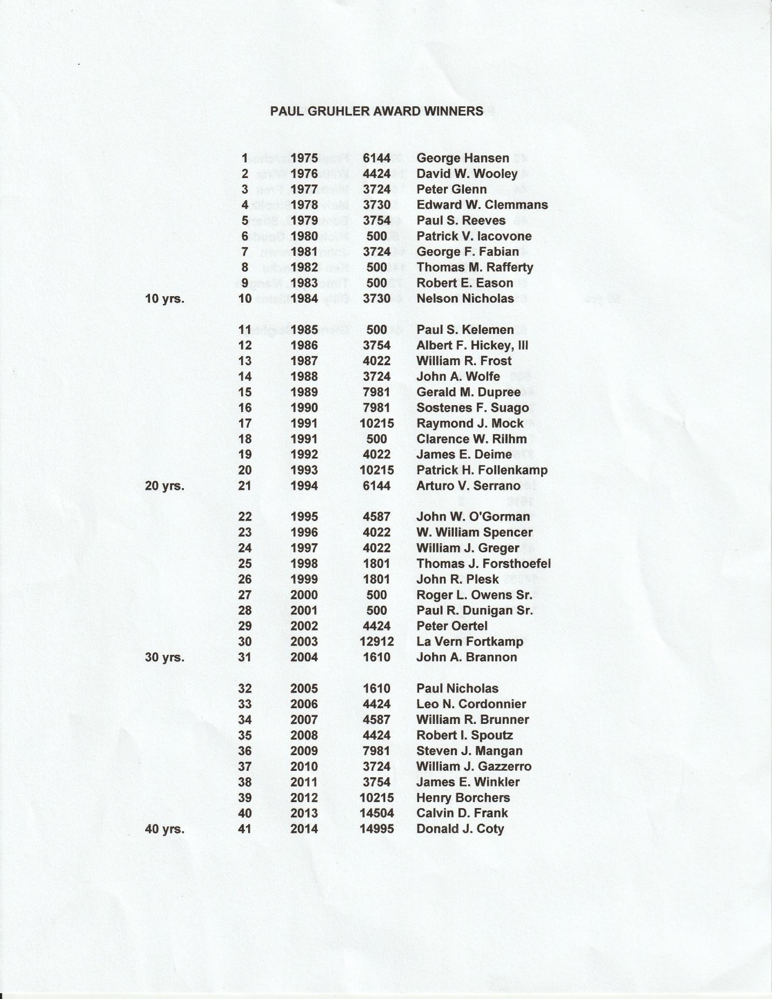 PAUL GRUHLER AWARD WINNERS
1 1975 6144 George Hansen
2 1976 4424 David W. Wooley
3 1977 3724 Peter Glenn
4 1978 3730 Edward W. Clemmans
5 1979 3754 Paul S. Reeves
6 1980 500 Patrick V. Iacovone
7 1981 3724 George F. Fabian
8 1982 500 Thomas M. Rafferty
9 1983 500 Robert E. Eason
10 yrs. 10 1984 3730 Nelson Nicholas
11 1985 500 Paul S. Kelemen
12 1986 3754 Albert F. Hickey, III
13 1987 4022 William R. Frost
14 1988 3724 John A. Wolfe
15 1989 7981 Gerald M. Dupree
16 1990 7981 Sostenes F. Suago
17 1991 10215 Raymond J. Mock
18 1991 500 Clarence W. Rilhm
19 1992 4022 James E. Deime
20 1993 10215 Patrick H. Follenkamp
20 yrs. 21 1994 6144 Arturo V. Serrano
22 1995 4587 John W. O'Gorman
23 1996 4022 W. William Spencer
24 1997 4022 William J. Greger
25 1998 1801 Thomas J. Forsthoefel
26 1999 1801 John R. Plesk
27 2000 500 Roger L. Owens Sr.
28 2001 500 Paul R. Dunigan Sr.
29 2002 4424 Peter Oertel
30 2003 12912 La Vern Fortkamp
30 yrs. 31 2004 1610 John A. Brannon
32 2005 1610 Paul Nicholas
33 2006 4424 Leo N. Cordonnier
34 2007 4587 William R. Brunner
35 2008 4424 Robert I. Spoutz
36 2009 7981 Steven J. Mangan
37 2010 3724 William J. Gazzerro
38 2011 3754 James E. Winkler
39 2012 10215 Henry Borchers
40 2013 14504 Calvin D. Frank
40 yrs. 41 2014 14995 Donald J. Coty